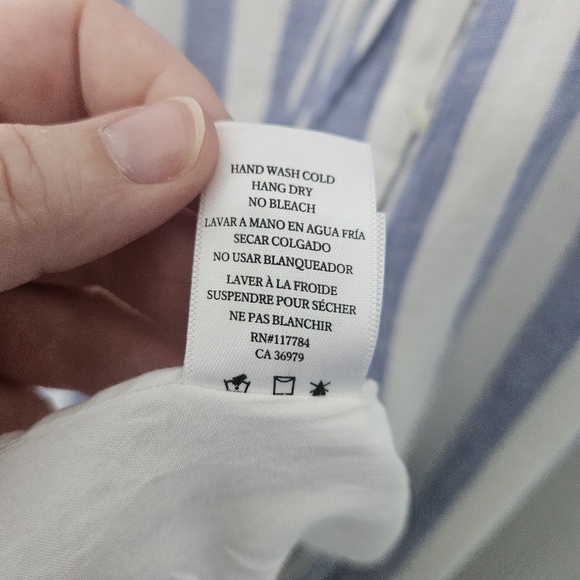 HAND WASH COLD
HANG DRY
NO BLEACH
LAVAR A MANO EN AGUA FRÍA
SECAR COLGADO
NO USAR BLANQUEADOR
LAVER À LA FROIDE
SUSPENDRE POUR SÉCHER
NE PAS BLANCHIR
RN#117784
CA 36979